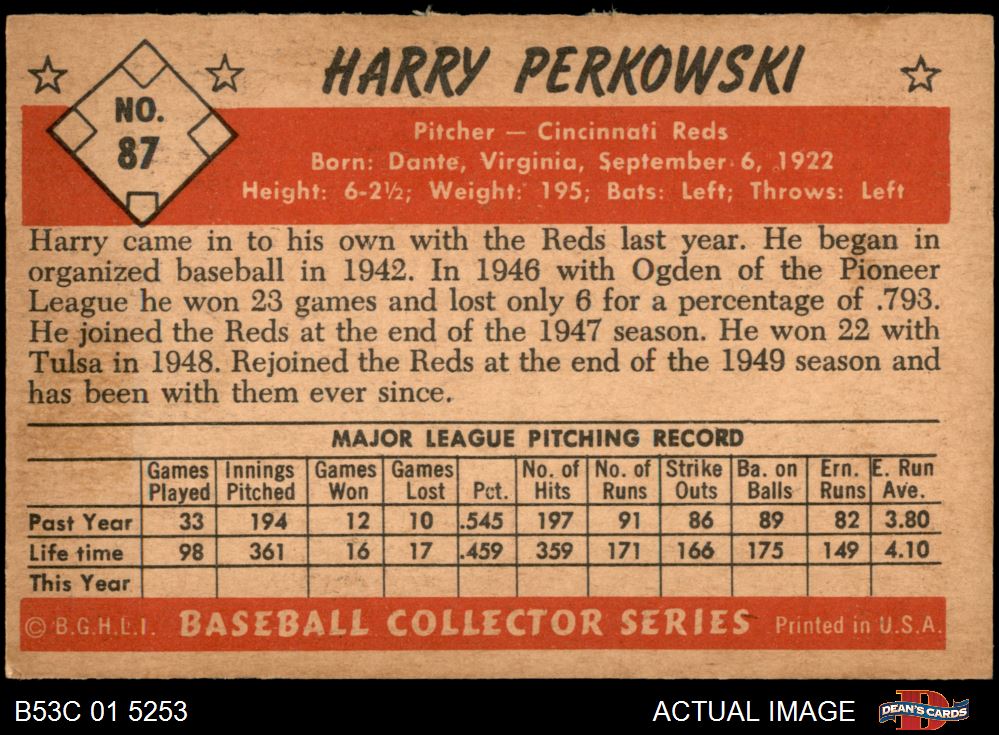 HARRY PERKOWSKI
NO.
87
Pitcher — Cincinnati Reds
Born: Dante, Virginia, September 6, 1922
Height: 6-2½; Weight: 195; Bats: Left; Throws: Left
Harry came in to his own with the Reds last year. He began in
organized baseball in 1942. In 1946 with Ogden of the Pioneer
League he won 23 games and lost only 6 for a percentage of .793.
He joined the Reds at the end of the 1947 season. He won 22 with
Tulsa in 1948. Rejoined the Reds at the end of the 1949 season and
has been with them ever since.
MAJOR LEAGUE PITCHING RECORD
Games Innings Games Games No. of No. of Strike Ba. on Ern. E. Run
Played Pitched Won Lost Pct. Hits Runs Outs Balls Runs Ave.
Past Year 33 194 12 10 .545 197 91 86 89 82 3.80
Life time 98 361 16 17 .459 359 171 166 175 149 4.10
This Year
© B.G.H.L.I. BASEBALL COLLECTOR SERIES Printed in U.S.A.
B53C 01 5253 ACTUAL IMAGE DEAN'S CARDS